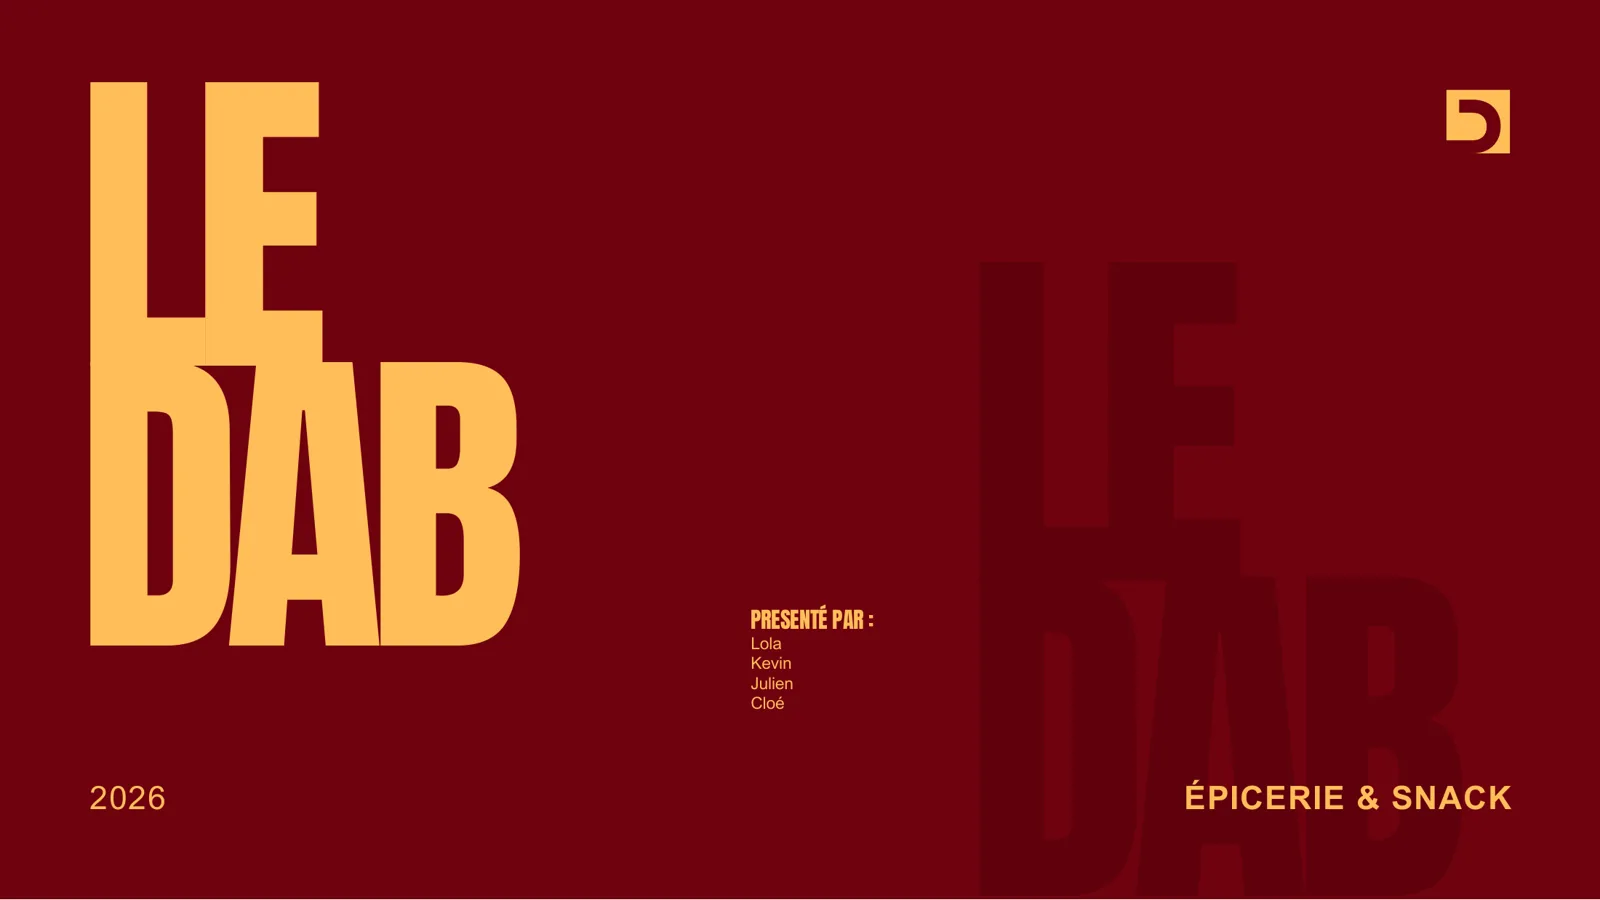 LE
DAB
D
LE
DAB
PRESENTÉ PAR :
Lola
Kevin
Julien
Cloé
2026
ÉPICERIE & SNACK